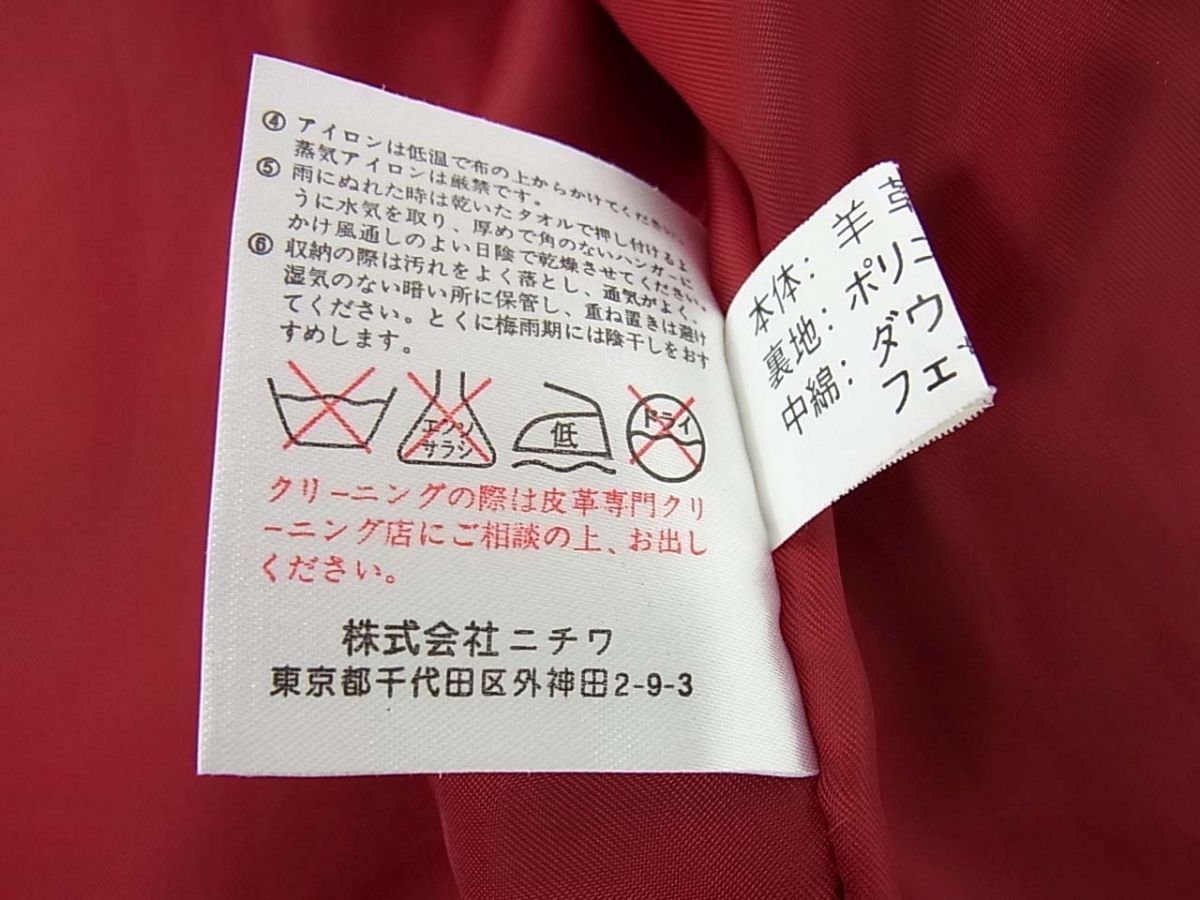 ④ アイロンは低温で布の上からかけてください。
蒸気アイロンは厳禁です。
⑤ 雨にぬれた時は乾いたタオルで押し付けるよ
うに水気を取り、厚めで角のないハンガーに
かけ風通しのよい日陰で乾燥させてください。
⑥ 収納の際は汚れをよく落とし、通気がよく、
湿気のない暗い所に保管し、重ね置きは避け
てください。とくに梅雨期には陰干しをおす
すめします。
エンソ
サラシ
低
ドライ
クリーニングの際は皮革専門クリ
ーニング店にご相談の上、お出し
ください。
株式会社ニチワ
東京都千代田区外神田2-9-3
本体: 羊革
裏地: ポリ
中綿: ダウ
フェ